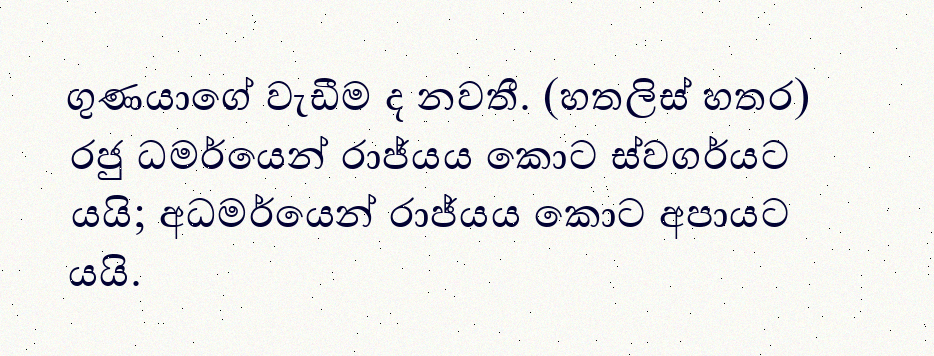 ගුණයාගේ වැඩීම ද නවතී. (හතලිස් හතර)
රජු ධමර්යෙන් රාජ්යය කොට ස්වගර්යට
යයි; අධමර්යෙන් රාජ්යය කොට අපායට
යයි.